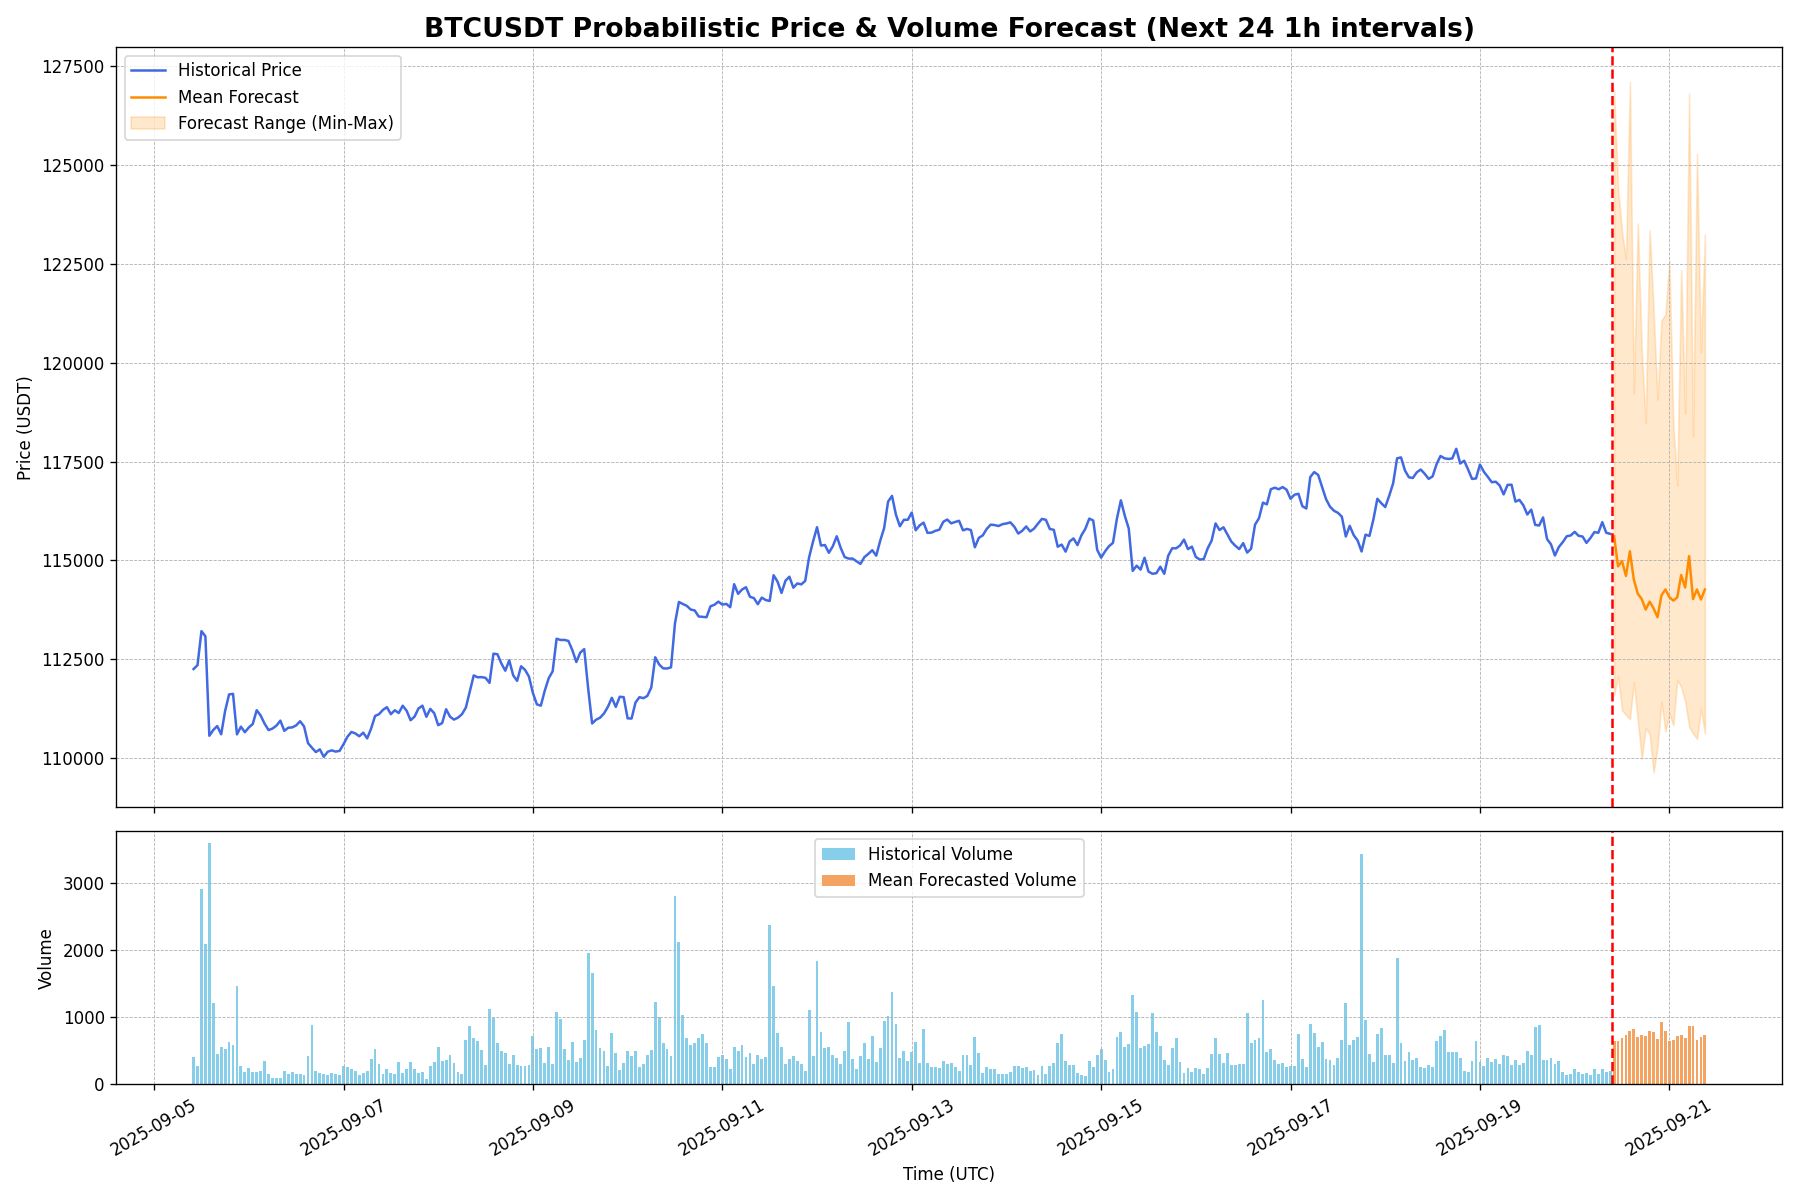 BTCUSDT Probabilistic Price & Volume Forecast (Next 24 1h intervals)
Historical Price
Mean Forecast
Forecast Range (Min-Max)
Price (USDT)
127500
125000
122500
120000
117500
115000
112500
110000
Historical Volume
Mean Forecasted Volume
Volume
3000
2000
1000
0
2025-09-05
2025-09-07
2025-09-09
2025-09-11
2025-09-13
2025-09-15
2025-09-17
2025-09-19
2025-09-21
Time (UTC)